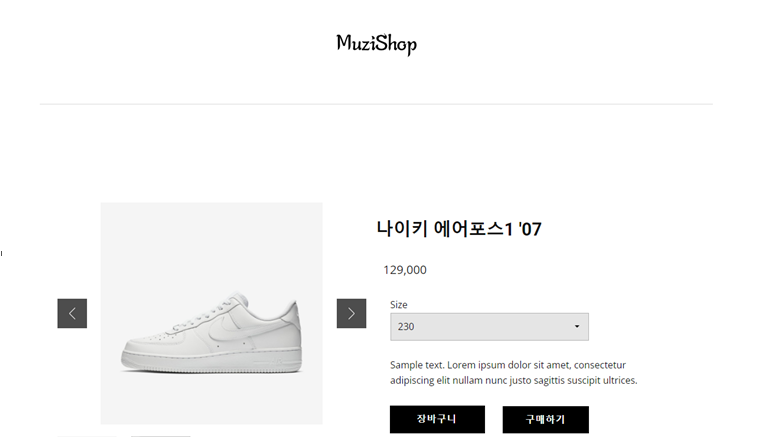 MuziShop
나이키 에어포스1 '07
129,000
Size
230
Sample text. Lorem ipsum dolor sit amet, consectetur
adipiscing elit nullam nunc justo sagittis suscipit ultrices.
장바구니
구매하기